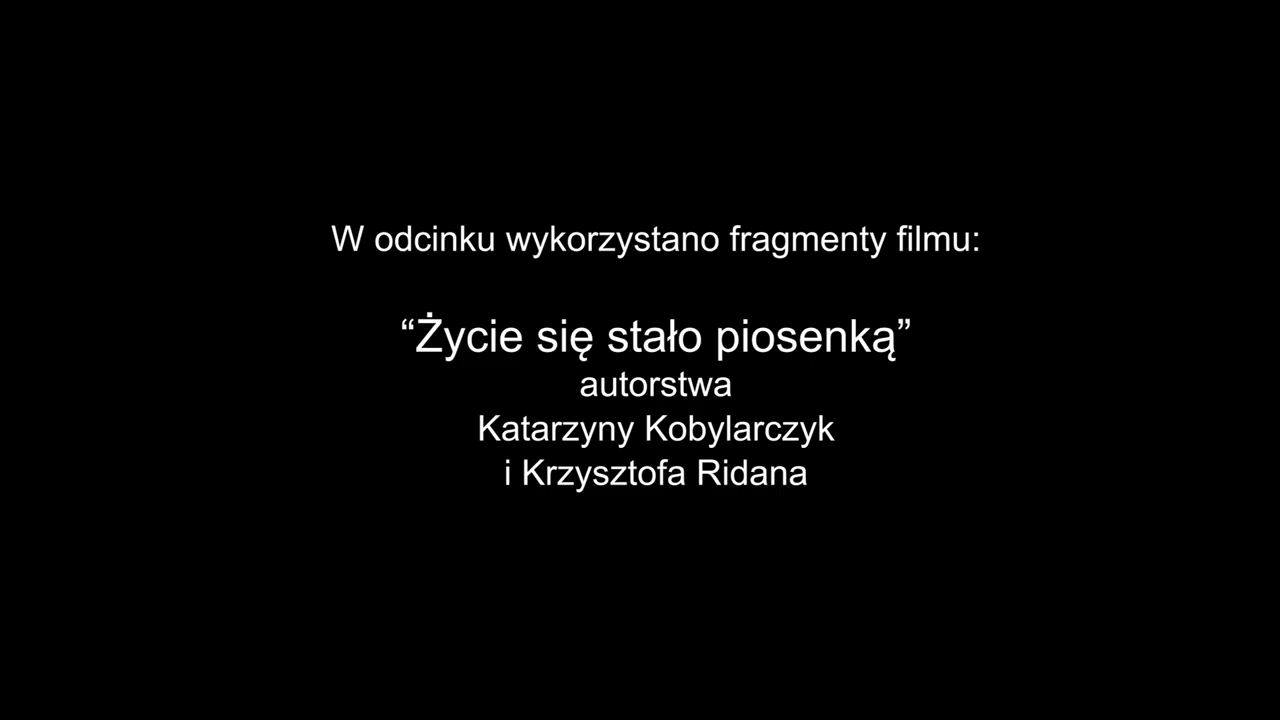 W odcinku wykorzystano fragmenty filmu:
“Życie się stało piosenką”
autorstwa
Katarzyny Kobylarczyk
i Krzysztofa Ridana